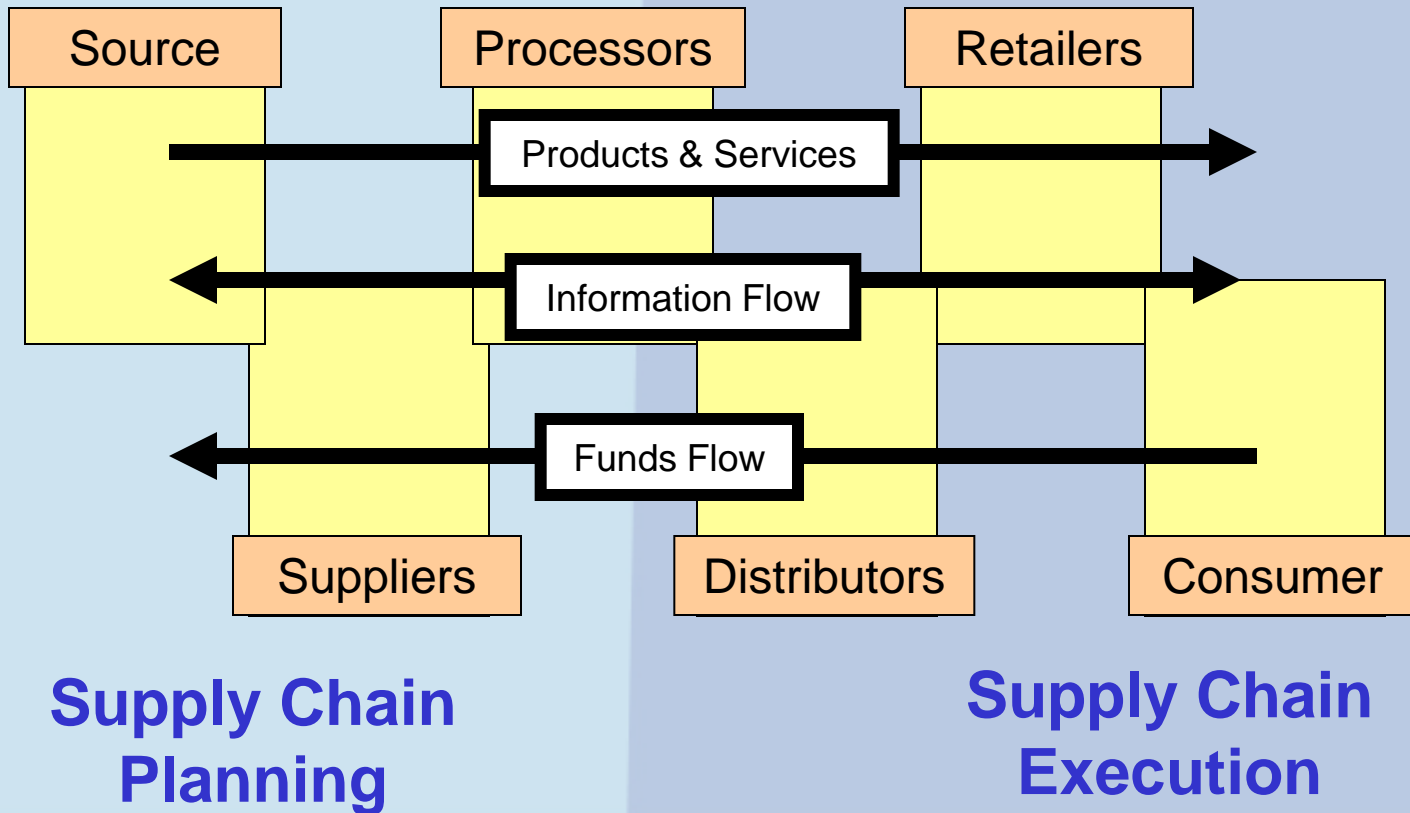 Source
Processors
Retailers
Products & Services
Information Flow
Funds Flow
Suppliers
Distributors
Consumer
Supply Chain
Planning
Supply Chain
Execution